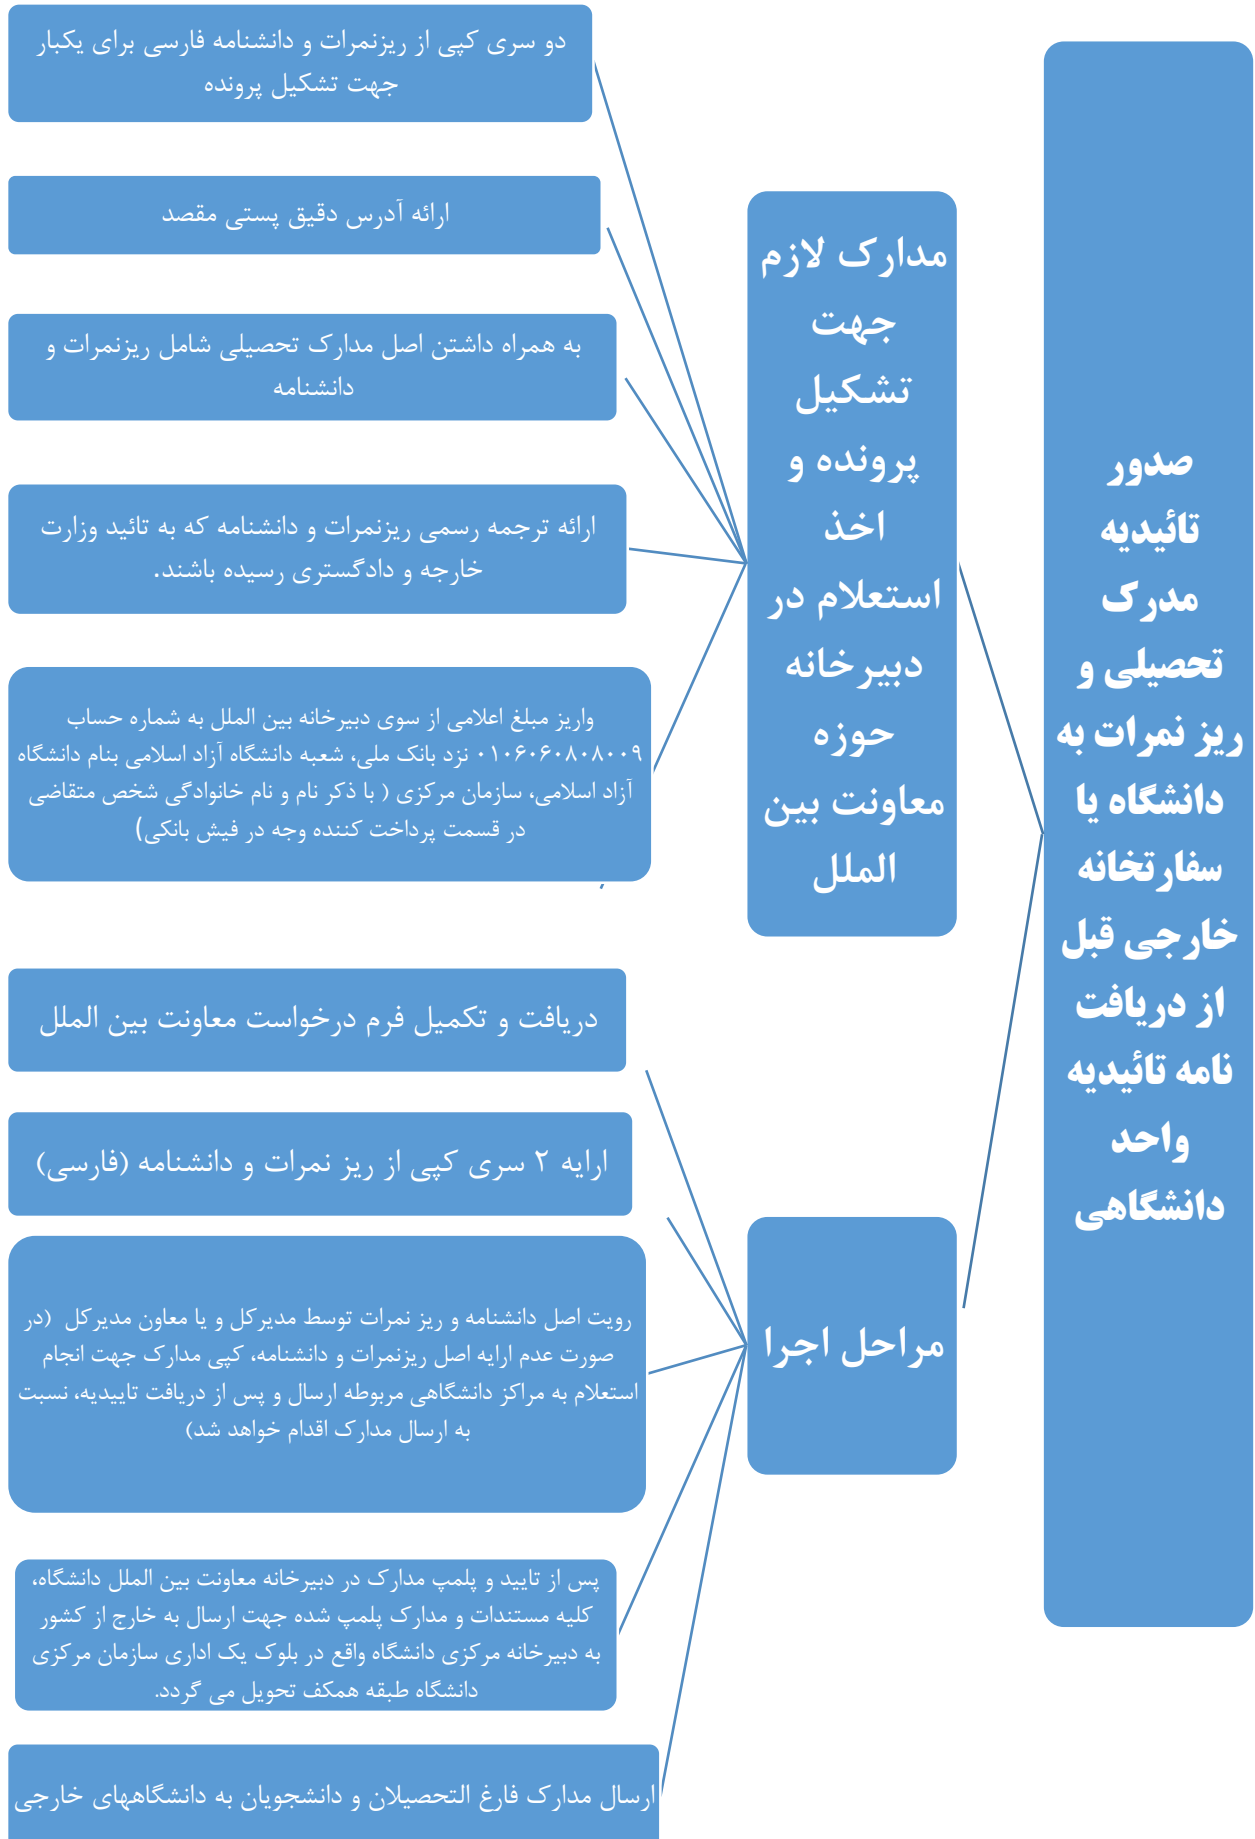 صدور
تائیدیه
مدرک
تحصیلی و
ریز نمرات به
دانشگاه یا
سفارتخانه
خارجی قبل
از دریافت
نامه تائیدیه
واحد
دانشگاهی
مدارک لازم
جهت
تشکیل
پرونده و
اخذ
استعلام در
دبیرخانه
حوزه
معاونت بین
الملل
دو سری کپی از ریزنمرات و دانشنامه فارسی برای یکبار
جهت تشکیل پرونده
ارائه آدرس دقیق پستی مقصد
به همراه داشتن اصل مدارک تحصیلی شامل ریزنمرات و
دانشنامه
ارائه ترجمه رسمی ریزنمرات و دانشنامه که به تائید وزارت
خارجه و دادگستری رسیده باشند.
واریز مبلغ اعلامی از سوی دبیرخانه بین الملل به شماره حساب
۰۱۰۶۰۶۰۸۰۸۰۰۹ نزد بانک ملی، شعبه دانشگاه آزاد اسلامی بنام دانشگاه
آزاد اسلامی، سازمان مرکزی ( با ذکر نام و نام خانوادگی شخص متقاضی
در قسمت پرداخت کننده وجه در فیش بانکی)
مراحل اجرا
دریافت و تکمیل فرم درخواست معاونت بین الملل
ارایه ۲ سری کپی از ریز نمرات و دانشنامه (فارسی)
رویت اصل دانشنامه و ریز نمرات توسط مدیرکل و یا معاون مدیرکل (در
صورت عدم ارایه اصل ریزنمرات و دانشنامه، کپی مدارک جهت انجام
استعلام به مراکز دانشگاهی مربوطه ارسال و پس از دریافت تاییدیه، نسبت
به ارسال مدارک اقدام خواهد شد)
پس از تایید و پلمپ مدارک در دبیرخانه معاونت بین الملل دانشگاه،
کلیه مستندات و مدارک پلمپ شده جهت ارسال به خارج از کشور
به دبیرخانه مرکزی دانشگاه واقع در بلوک یک اداری سازمان مرکزی
دانشگاه طبقه همکف تحویل می گردد.
ارسال مدارک فارغ التحصیلان و دانشجویان به دانشگاههای خارجی